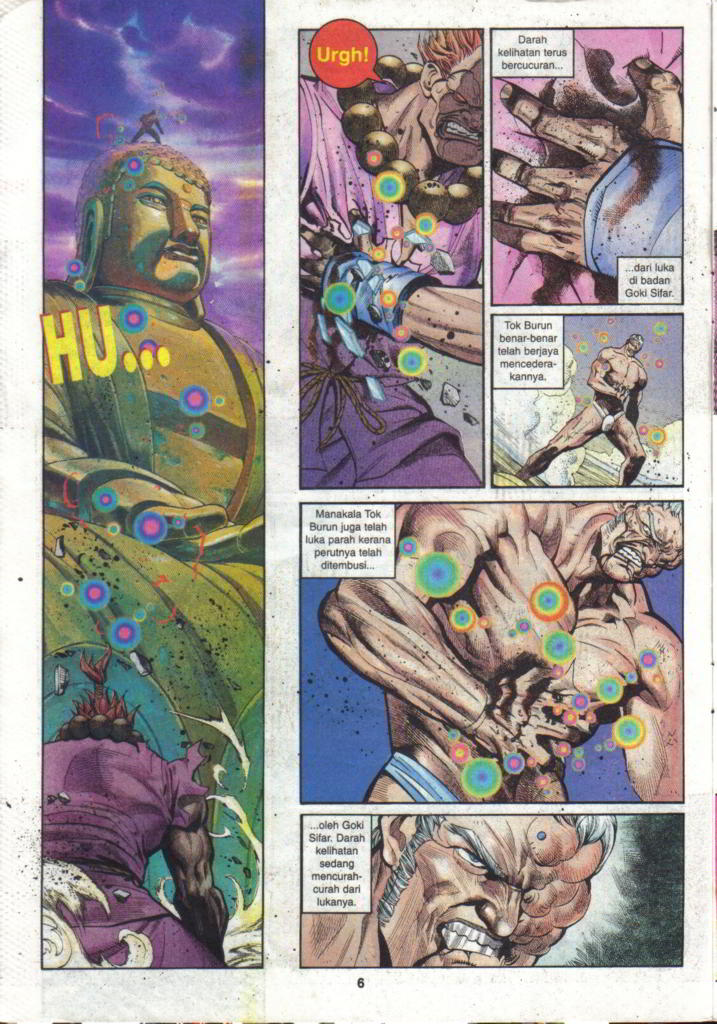 HU...
Urgh!
Darah
kelihatan terus
bercucuran...
...dari luka
di badan
Goki Sifar.
Tok Burun
benar-benar
telah berjaya
mencedera-
kannya.
Manakala Tok
Burun juga telah
luka parah kerana
perutnya telah
ditembusi...
...oleh Goki
Sifar. Darah
kelihatan
sedang
mencurah-
curah dari
lukanya.
6